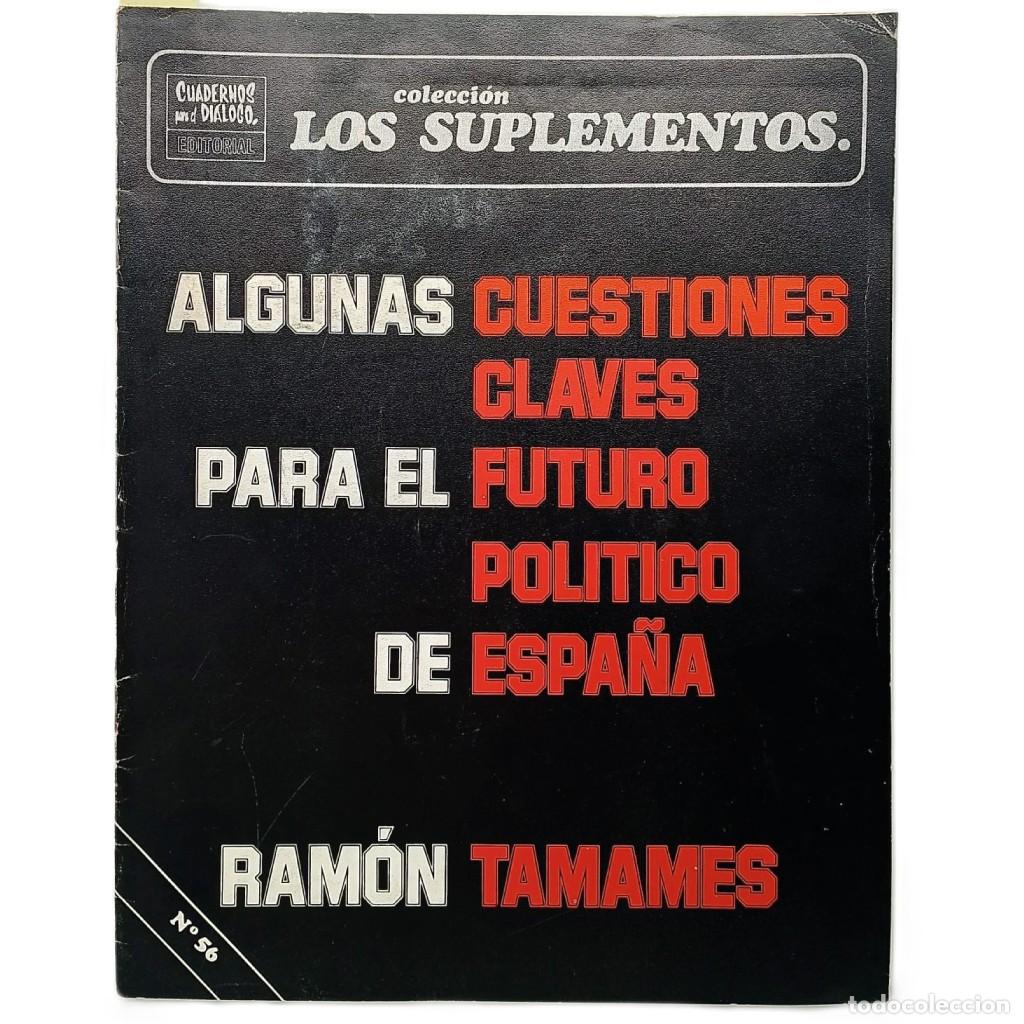 CUADERNOS
para el DIALOGO.
EDITORIAL
colección
LOS SUPLEMENTOS.
ALGUNAS CUESTIONES
CLAVES
PARA EL FUTURO
POLITICO
DE ESPAÑA
RAMÓN TAMAMES
Nº 56
todocoleccion